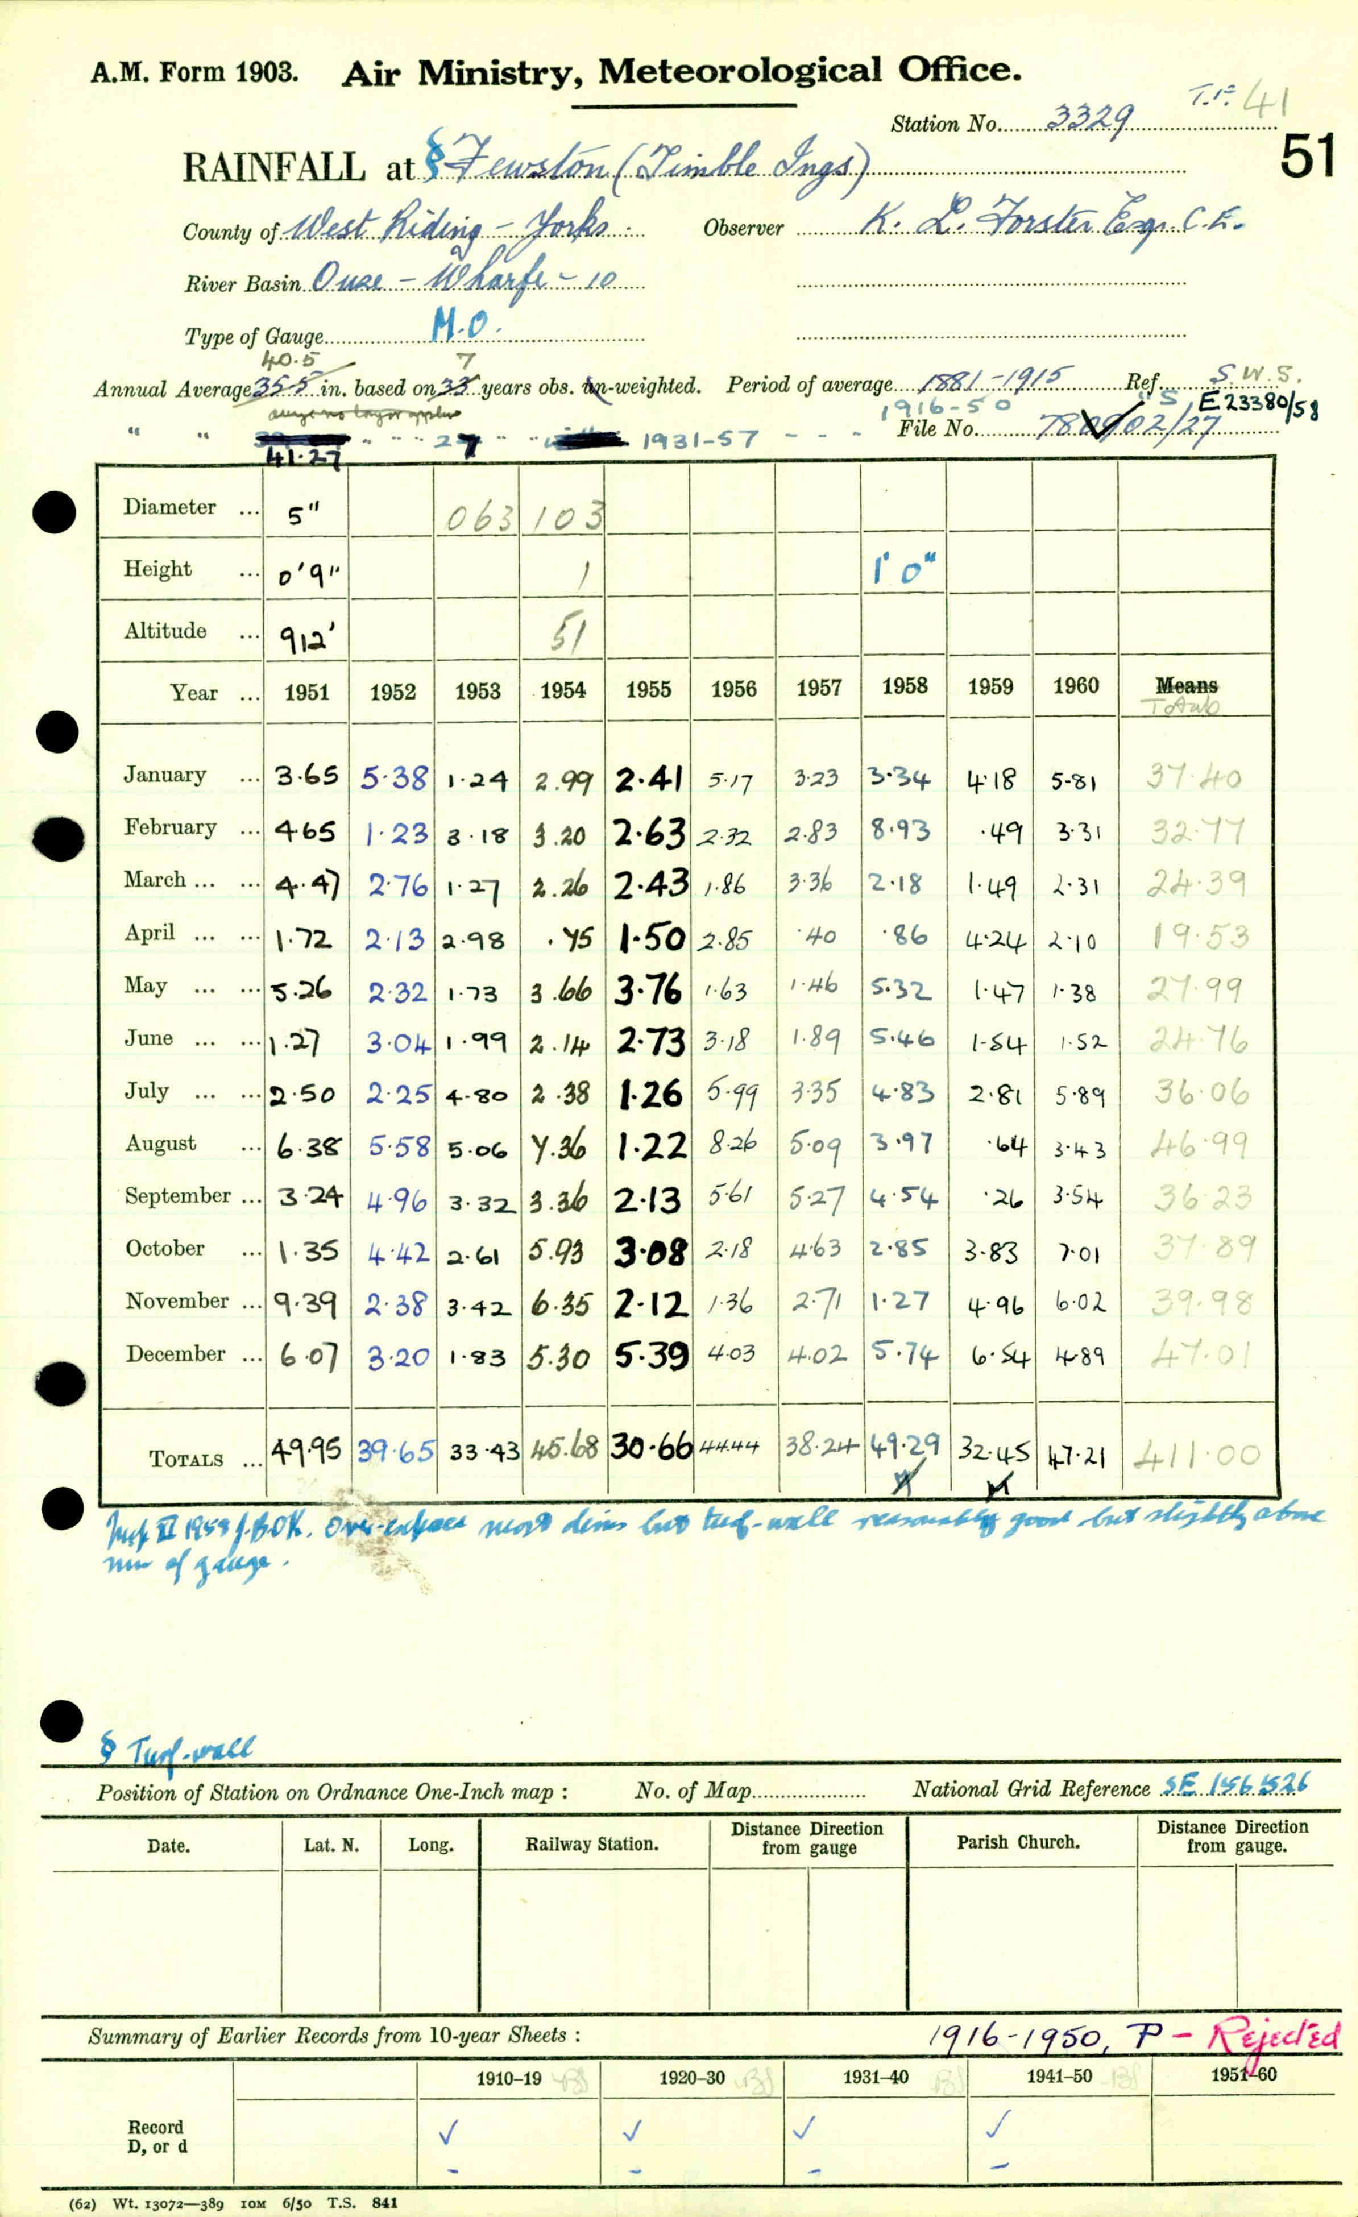 A.M. Form 1903. Air Ministry, Meteorological Office.
T.P. 41
Station No. 3329
51
RAINFALL at § Fewston (Timble Ings)
County of West Riding - Yorks. Observer K. L. Forster Esq. C.E.
River Basin Ouse - Wharfe - 10
Type of Gauge M.O.
40.5 7
Annual Average 35.5 in. based on 33 years obs. un-weighted. Period of average 1881-1915 Ref. S.W.S.
1916-50 E23380/58
" " 41.27 " " " 27 " " 1931-57 - - - File No. 02/27
Diameter ... 5" 063 103
Height ... 0'9" 1 1'0"
Altitude ... 912' 51
Year ... 1951 1952 1953 1954 1955 1956 1957 1958 1959 1960 Means
Totals
January ... 3.65 5.38 1.24 2.99 2.41 5.17 3.23 3.34 4.18 5.81 37.40
February ... 4.65 1.23 3.18 3.20 2.63 2.32 2.83 8.93 .49 3.31 32.77
March ... ... 4.47 2.76 1.27 2.26 2.43 1.86 3.36 2.18 1.49 2.31 24.39
April ... ... 1.72 2.13 2.98 .75 1.50 2.85 .40 .86 4.24 2.10 19.53
May ... ... 5.26 2.32 1.73 3.66 3.76 1.63 1.46 5.32 1.47 1.38 27.99
June ... ... 1.27 3.04 1.99 2.14 2.73 3.18 1.89 5.46 1.54 1.52 24.76
July ... ... 2.50 2.25 4.80 2.38 1.26 5.99 3.35 4.83 2.81 5.89 36.06
August ... 6.38 5.58 5.06 7.36 1.22 8.26 5.09 3.97 .64 3.43 46.99
September ... 3.24 4.96 3.32 3.36 2.13 5.61 5.27 4.54 .26 3.54 36.23
October ... 1.35 4.42 2.61 5.93 3.08 2.18 4.63 2.85 3.83 7.01 37.89
November ... 9.39 2.38 3.42 6.35 2.12 1.36 2.71 1.27 4.96 6.02 39.98
December ... 6.07 3.20 1.83 5.30 5.39 4.03 4.02 5.74 6.54 4.89 47.01
Totals ... 49.95 39.65 33.43 45.68 30.66 44.44 38.24 49.29 32.45 47.21 411.00
VI 1958 Over-exposed most dirns but turf-wall reasonably good but slightly above
rim of gauge.
§ Turf-wall
Position of Station on Ordnance One-Inch map : No. of Map National Grid Reference SE 156526
Date. Lat. N. Long. Railway Station. Distance Direction from gauge Parish Church. Distance Direction from gauge.
Summary of Earlier Records from 10-year Sheets : 1916-1950, P - Rejected
1910–19 1920–30 1931–40 1941–50 1951–60
Record ✓ ✓ ✓ ✓
D, or d - - - -
(62) Wt. 13072—389 10M 6/50 T.S. 841